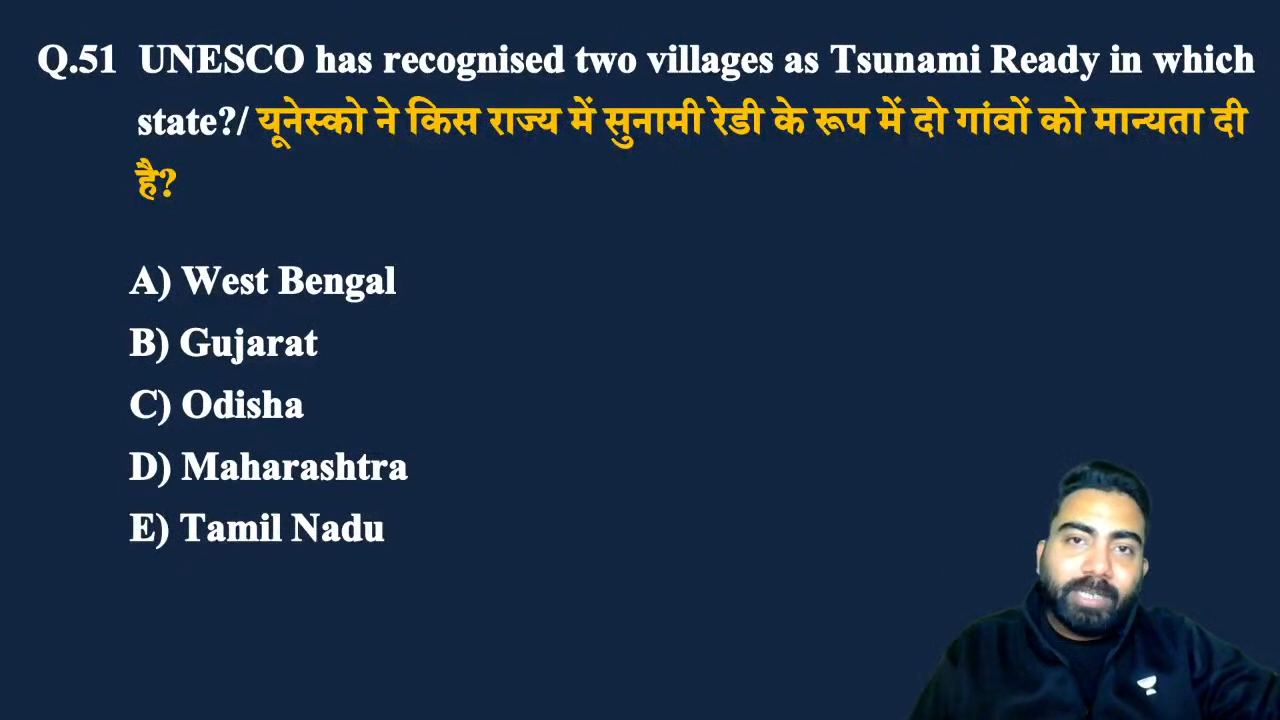 Q.51 UNESCO has recognised two villages as Tsunami Ready in which
state?/ यूनेस्को ने किस राज्य में सुनामी रेडी के रूप में दो गांवों को मान्यता दी
है?
A) West Bengal
B) Gujarat
C) Odisha
D) Maharashtra
E) Tamil Nadu